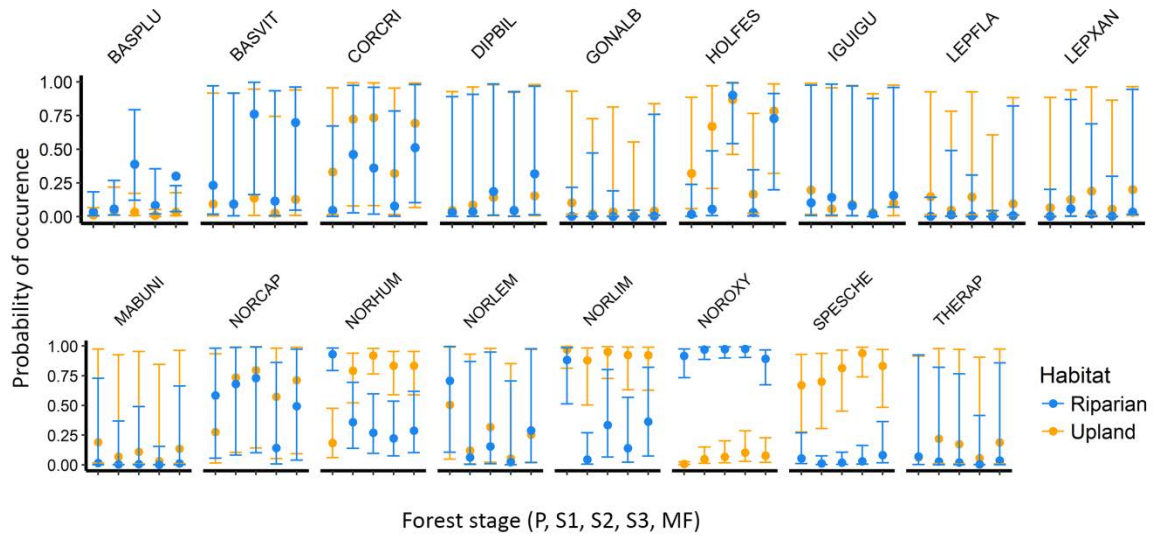 BASPLU BASVIT CORCRI DIPBIL GONALB HOLFES IGUIGU LEPFLA LEPXAN
1.00
0.75
0.50
0.25
0.00
MABUNI NORCAP NORHUM NORLEM NORLIM NOROXY SPESCHE THERAP
1.00
0.75
0.50
0.25
0.00
Probability of occurence
Habitat
Riparian
Upland
Forest stage (P, S1, S2, S3, MF)